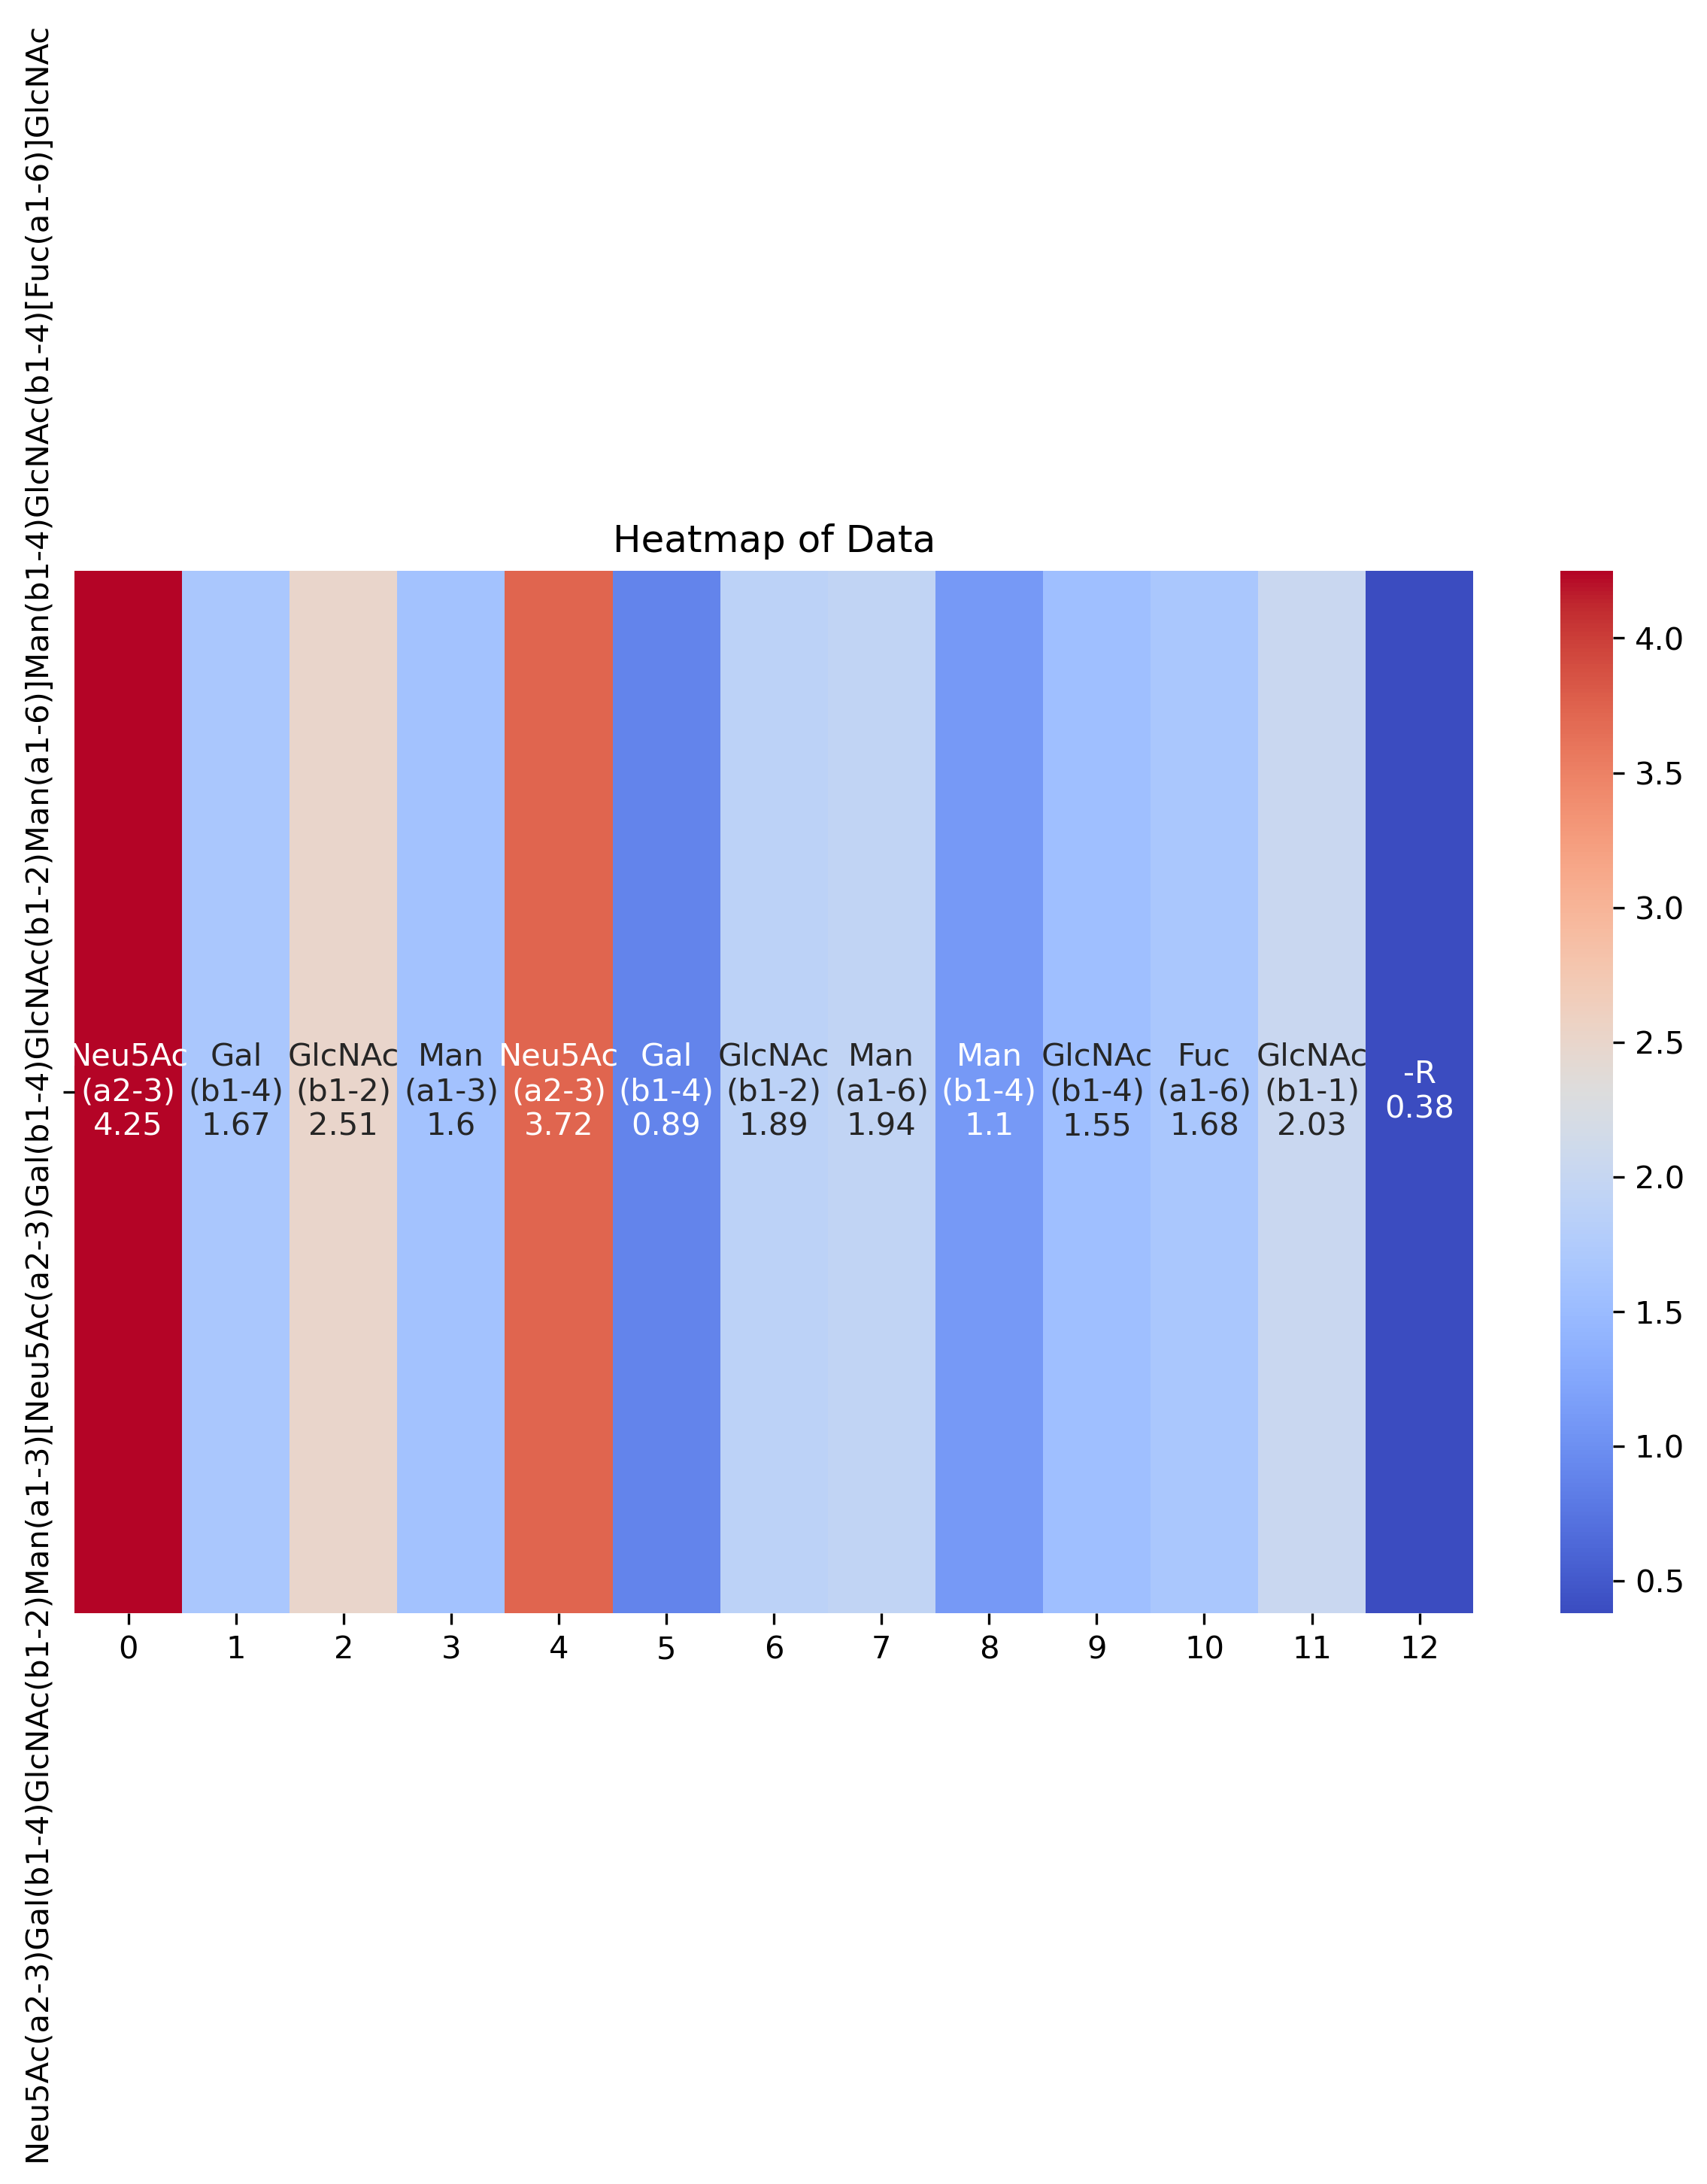 Neu5Ac(a2-3)Gal(b1-4)GlcNAc(b1-2)Man(a1-3)[Neu5Ac(a2-3)Gal(b1-4)GlcNAc(b1-2)Man(a1-6)]Man(b1-4)GlcNAc(b1-4)[Fuc(a1-6)]GlcNAc
Heatmap of Data
Neu5Ac
(a2-3)
4.25
Gal
(b1-4)
1.67
GlcNAc
(b1-2)
2.51
Man
(a1-3)
1.6
Neu5Ac
(a2-3)
3.72
Gal
(b1-4)
0.89
GlcNAc
(b1-2)
1.89
Man
(a1-6)
1.94
Man
(b1-4)
1.1
GlcNAc
(b1-4)
1.55
Fuc
(a1-6)
1.68
GlcNAc
(b1-1)
2.03
-R
0.38
0 1 2 3 4 5 6 7 8 9 10 11 12
4.0
3.5
3.0
2.5
2.0
1.5
1.0
0.5